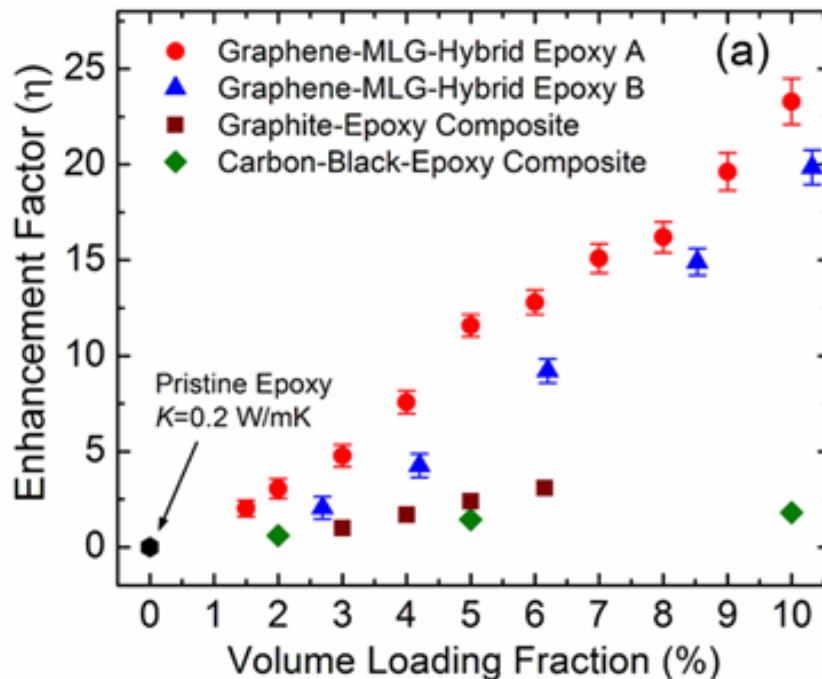 Graphene-MLG-Hybrid Epoxy A
(a)
Graphene-MLG-Hybrid Epoxy B
Graphite-Epoxy Composite
Carbon-Black-Epoxy Composite
Enhancement Factor (η)
25
20
15
10
5
0
Pristine Epoxy
K=0.2 W/mK
0 1 2 3 4 5 6 7 8 9 10
Volume Loading Fraction (%)